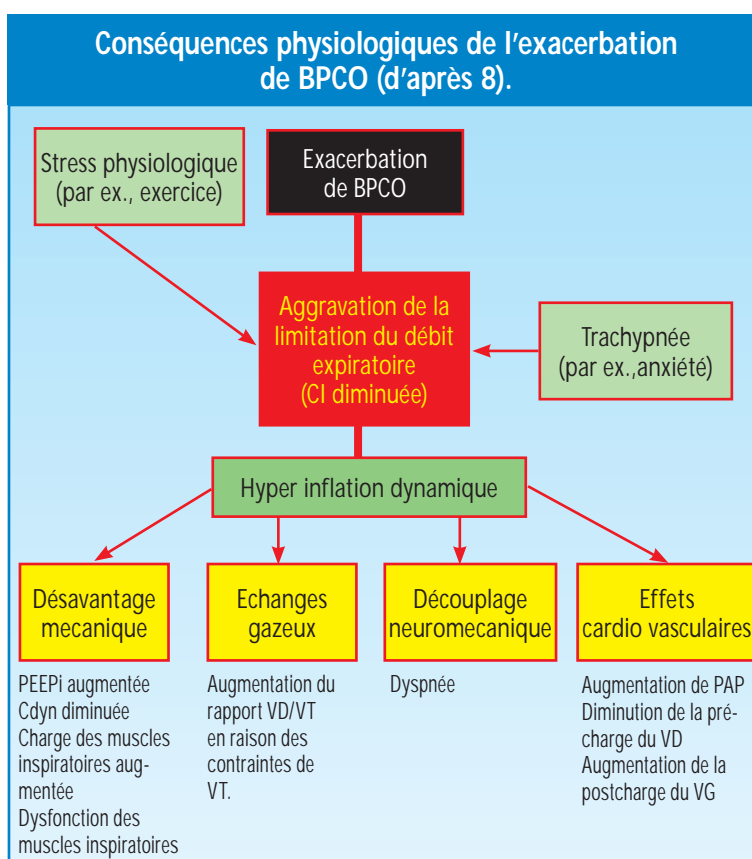 Conséquences physiologiques de l'exacerbation
de BPCO (d'après 8).
Stress physiologique
(par ex., exercice)
Exacerbation
de BPCO
Aggravation de la
limitation du débit
expiratoire
(CI diminuée)
Trachypnée
(par ex.,anxiété)
Hyper inflation dynamique
Désavantage
mecanique
PEEPi augmentée
Cdyn diminuée
Charge des muscles
inspiratoires aug-
mentée
Dysfonction des
muscles inspiratoires
Echanges
gazeux
Augmentation du
rapport VD/VT
en raison des
contraintes de
VT.
Découplage
neuromecanique
Dyspnée
Effets
cardio vasculaires
Augmentation de PAP
Diminution de la pré-
charge du VD
Augmentation de la
postcharge du VG